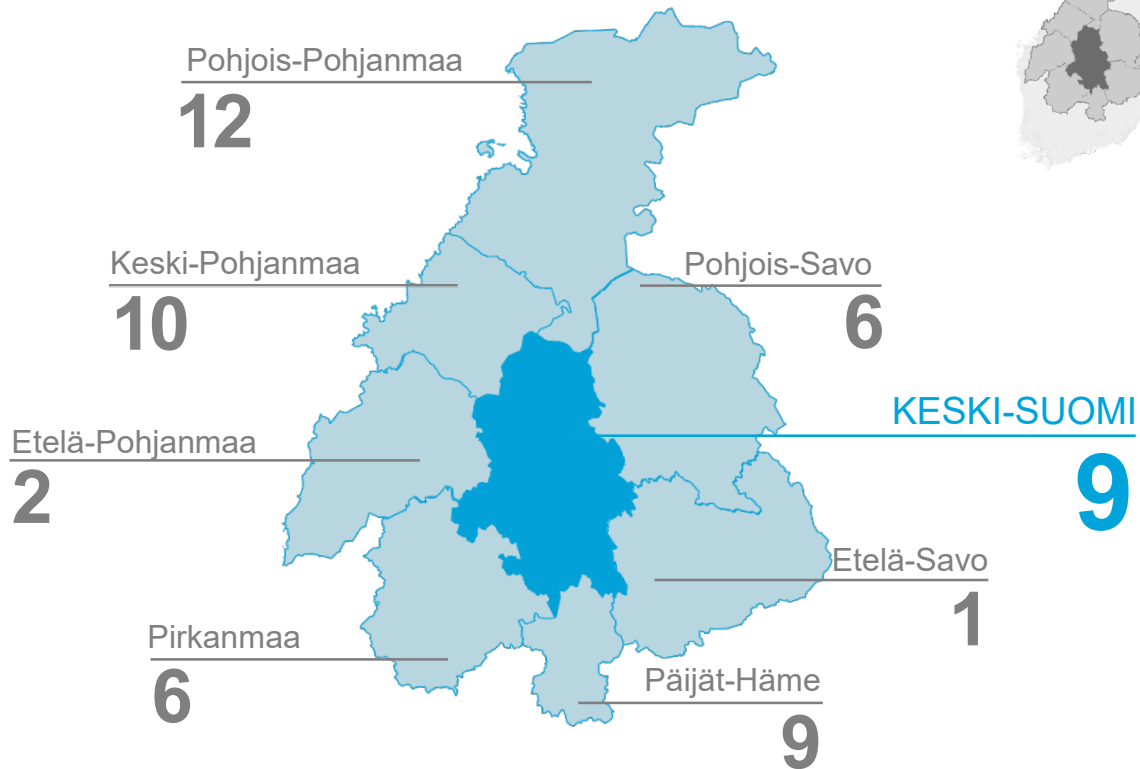 Pohjois-Pohjanmaa
12
Keski-Pohjanmaa
10
Pohjois-Savo
6
KESKI-SUOMI
9
Etelä-Pohjanmaa
2
Etelä-Savo
1
Pirkanmaa
6
Päijät-Häme
9